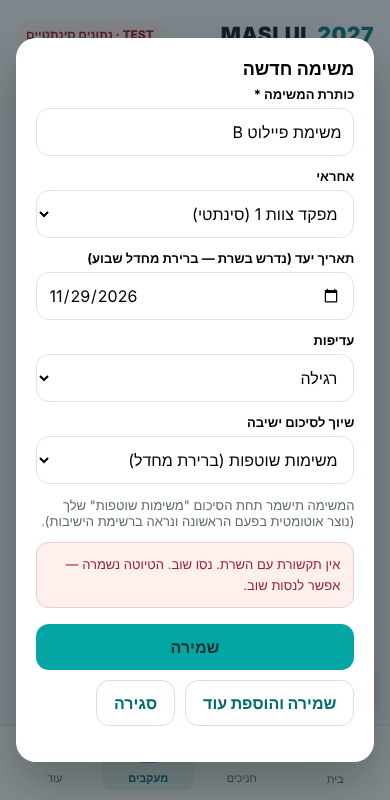 MASLUL 2027
TEST · נתונים סינתטיים
משימה חדשה
כותרת המשימה *
משימת פיילוט B
אחראי
מפקד צוות 1 (סינתטי)
תאריך יעד (נדרש בשרת — ברירת מחדל שבוע)
11/29/2026
עדיפות
רגילה
שיוך לסיכום ישיבה
משימות שוטפות (ברירת מחדל)
המשימה תישמר תחת הסיכום "משימות שוטפות" שלך
(נוצר אוטומטית בפעם הראשונה ונראה ברשימת הישיבות).
אין תקשורת עם השרת. נסו שוב. הטיוטה נשמרה —
אפשר לנסות שוב.
שמירה
שמירה והוספת עוד
סגירה
בית
חניכים
מעקבים
עוד